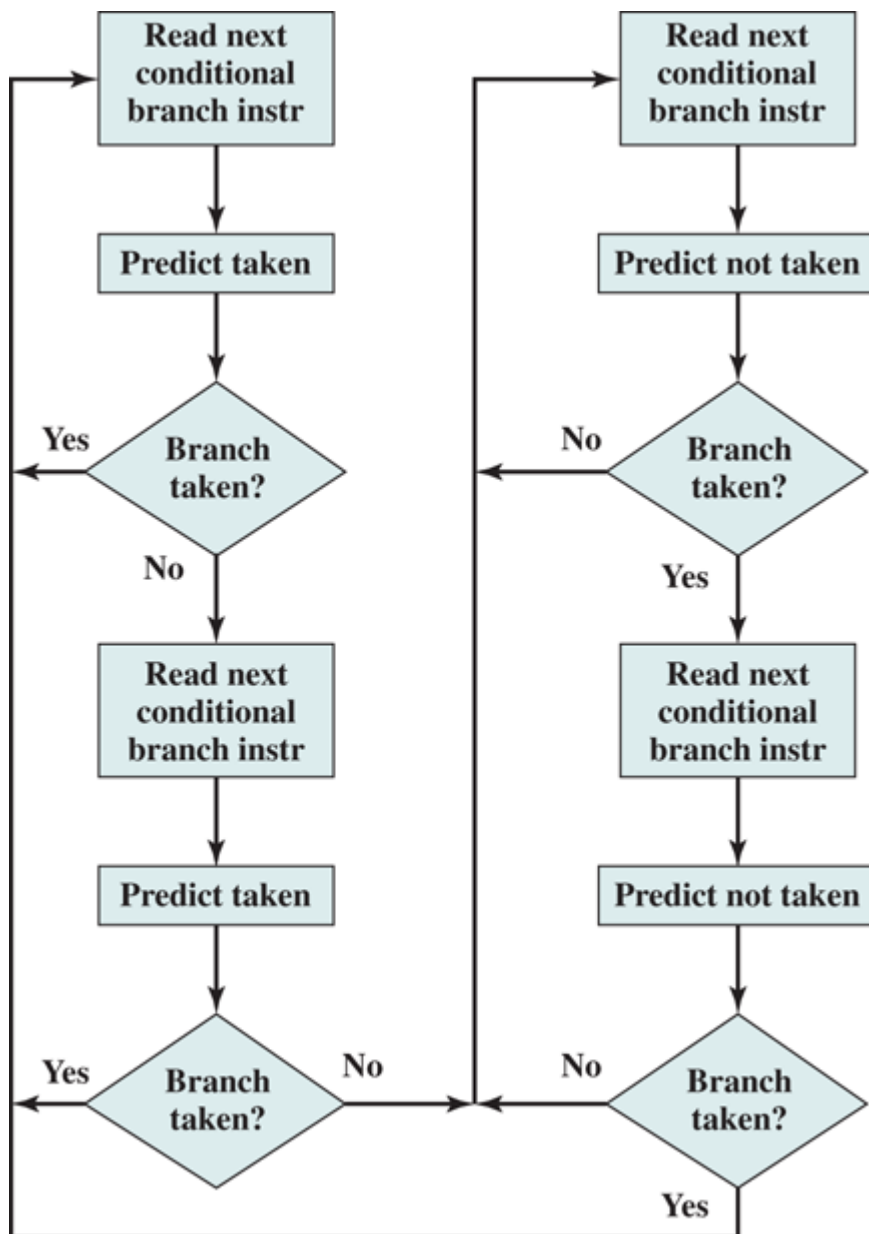 Read next
conditional
branch instr
Predict taken
Yes
Branch
taken?
No
Read next
conditional
branch instr
Predict taken
Yes
Branch
taken?
No
Read next
conditional
branch instr
Predict not taken
No
Branch
taken?
Yes
Read next
conditional
branch instr
Predict not taken
No
Branch
taken?
Yes